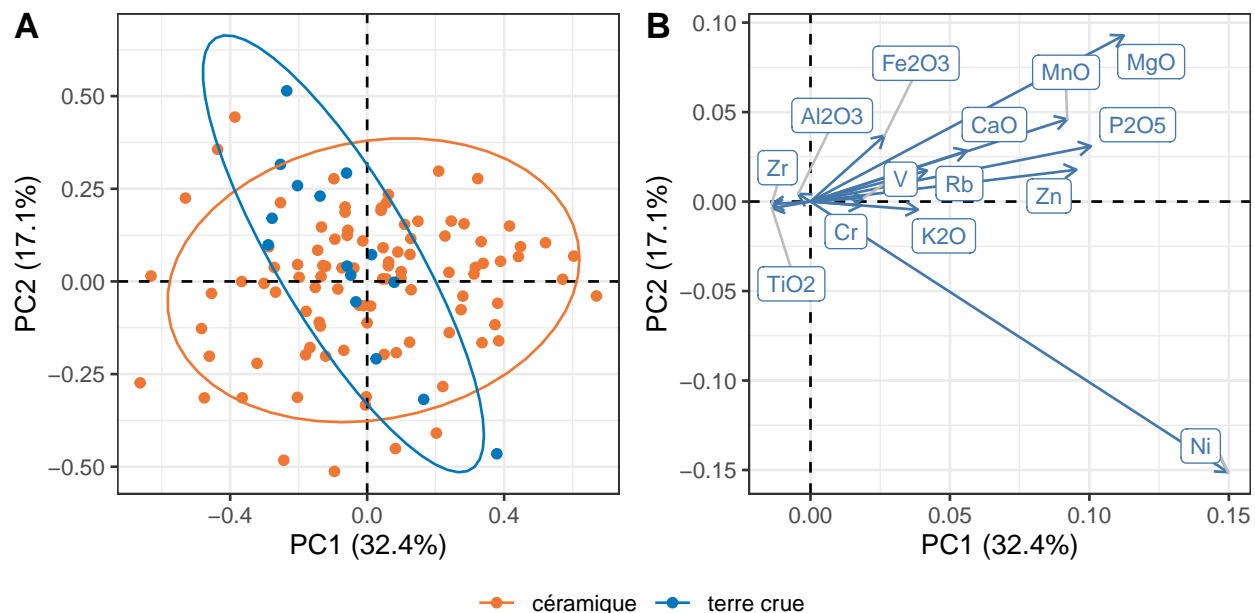 A
B
PC2 (17.1%)
0.50
0.25
0.00
−0.25
−0.50
−0.4
0.0
0.4
PC1 (32.4%)
PC2 (17.1%)
0.10
0.05
0.00
−0.05
−0.10
−0.15
Fe2O3
MnO
MgO
Al2O3
CaO
P2O5
Zr
V
Rb
Zn
Cr
K2O
TiO2
Ni
0.00
0.05
0.10
0.15
PC1 (32.4%)
céramique
terre crue